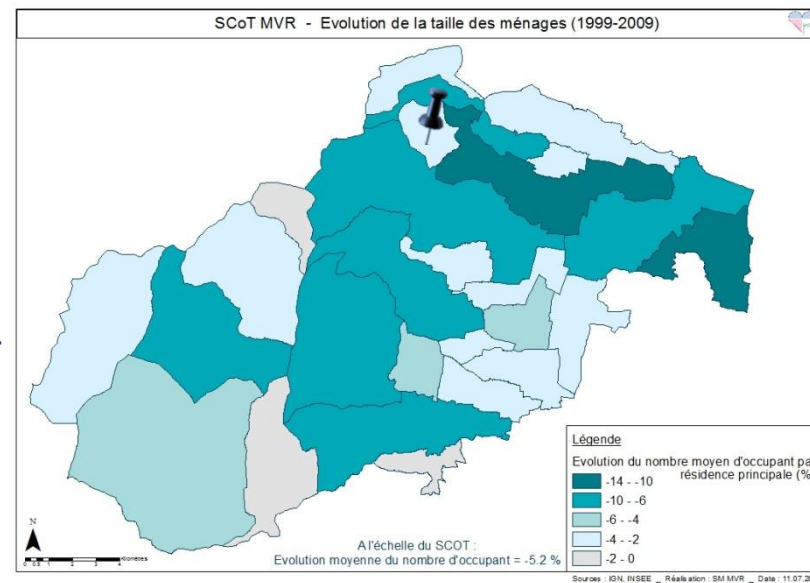 SCoT MVR - Evolution de la taille des ménages (1999-2009)
Légende
Evolution du nombre moyen d'occupant pa
résidence principale (%
-14 - -10
-10 - -6
-6 - -4
-4 - -2
-2 - 0
N
A l'échelle du SCOT :
Evolution moyenne du nombre d'occupant = -5.2 %
Sources : IGN, INSEE _ Réalisation : SM MVR _ Date : 11.07.2